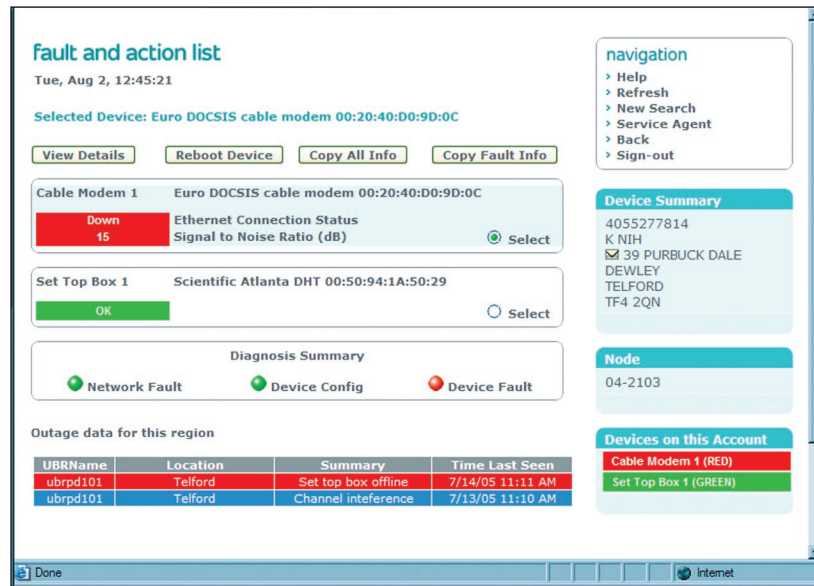 fault and action list
Tue, Aug 2, 12:45:21
Selected Device: Euro DOCSIS cable modem 00:20:40:D0:9D:0C
View Details Reboot Device Copy All Info Copy Fault Info
Cable Modem 1 Euro DOCSIS cable modem 00:20:40:D0:9D:0C
Down Ethernet Connection Status
15 Signal to Noise Ratio (dB) Select
Set Top Box 1 Scientific Atlanta DHT 00:50:94:1A:50:29
OK Select
Diagnosis Summary
Network Fault Device Config Device Fault
Outage data for this region
UBRName Location Summary Time Last Seen
ubrpd101 Telford Set top box offline 7/14/05 11:11 AM
ubrpd101 Telford Channel inteference 7/13/05 11:10 AM
navigation
› Help
› Refresh
› New Search
› Service Agent
› Back
› Sign-out
Device Summary
4055277814
K NIH
39 PURBUCK DALE
DEWLEY
TELFORD
TF4 2QN
Node
04-2103
Devices on this Account
Cable Modem 1 (RED)
Set Top Box 1 (GREEN)
Done Internet